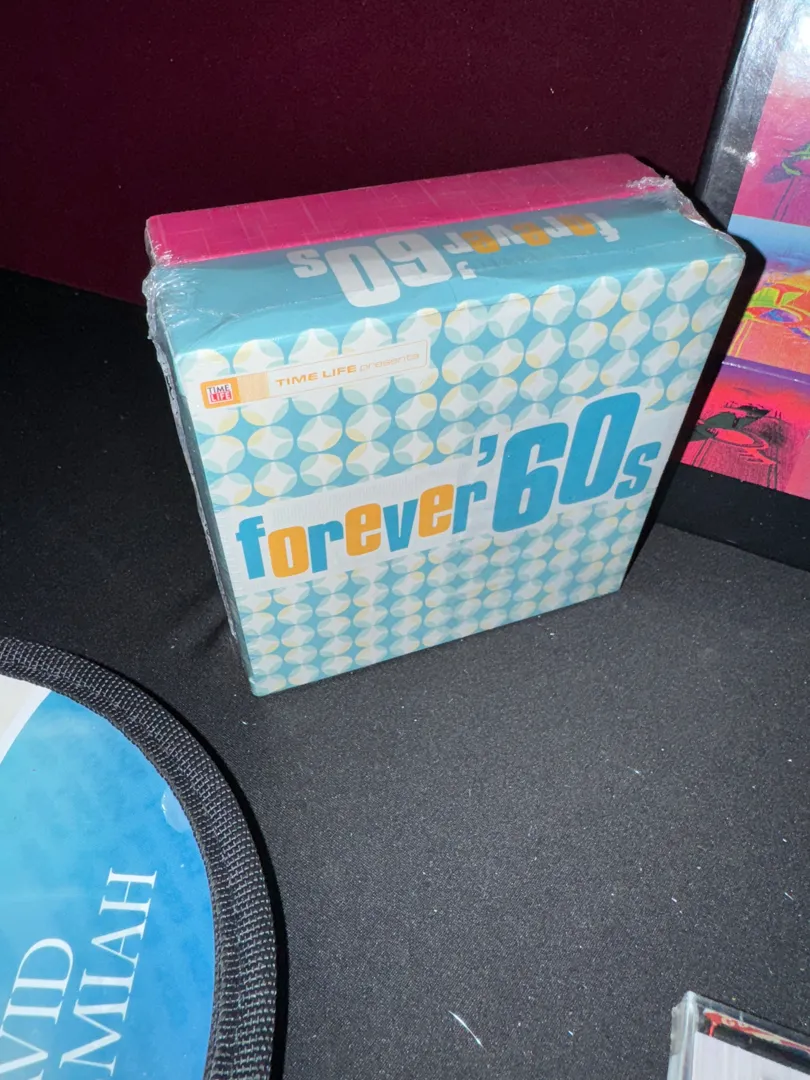 forever '60s
TIME
LIFE
TIME LIFE presents
forever '60s
VID
MIAH